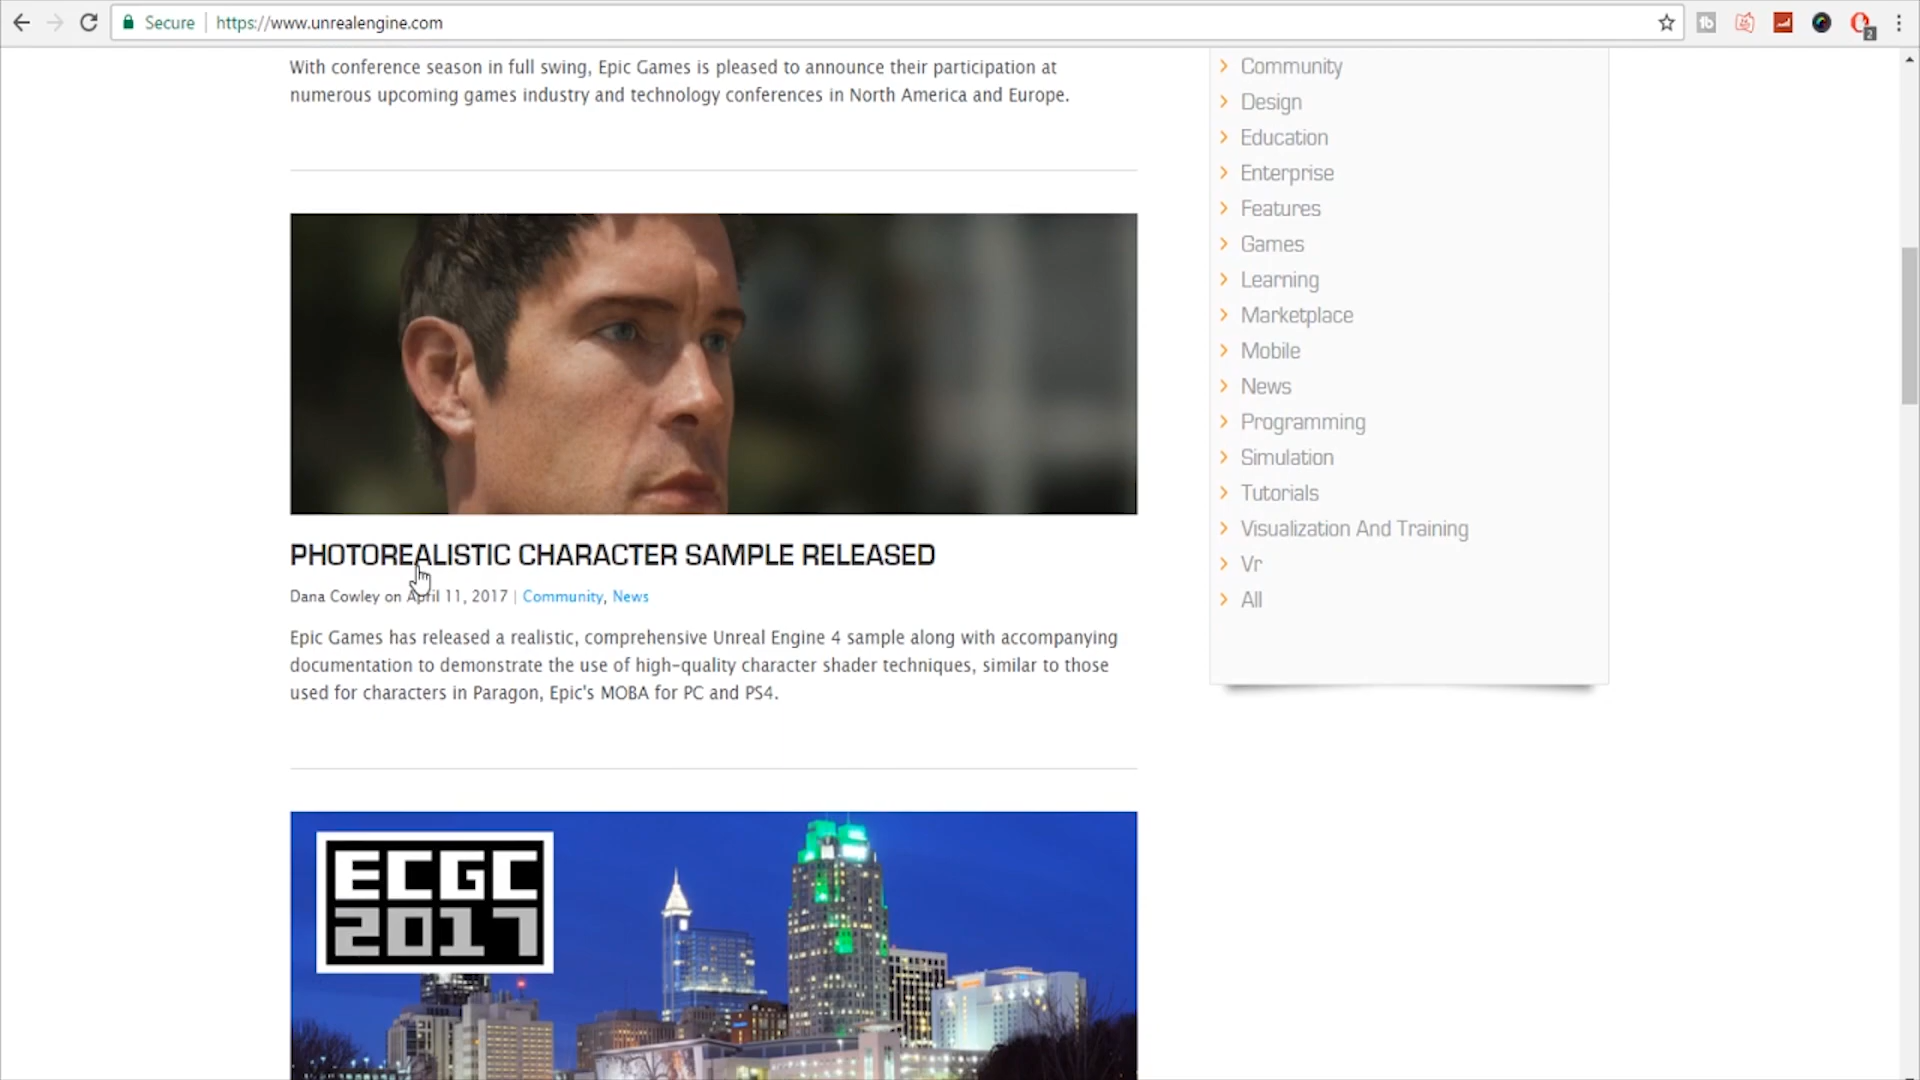 Secure
https://www.unrealengine.com
2
With conference season in full swing, Epic Games is pleased to announce their participation at
numerous upcoming games industry and technology conferences in North America and Europe.
PHOTOREALISTIC CHARACTER SAMPLE RELEASED
Dana Cowley on April 11, 2017 | Community, News
Epic Games has released a realistic, comprehensive Unreal Engine 4 sample along with accompanying
documentation to demonstrate the use of high-quality character shader techniques, similar to those
used for characters in Paragon, Epic's MOBA for PC and PS4.
ECGC
2017
Community
Design
Education
Enterprise
Features
Games
Learning
Marketplace
Mobile
News
Programming
Simulation
Tutorials
Visualization And Training
Vr
All